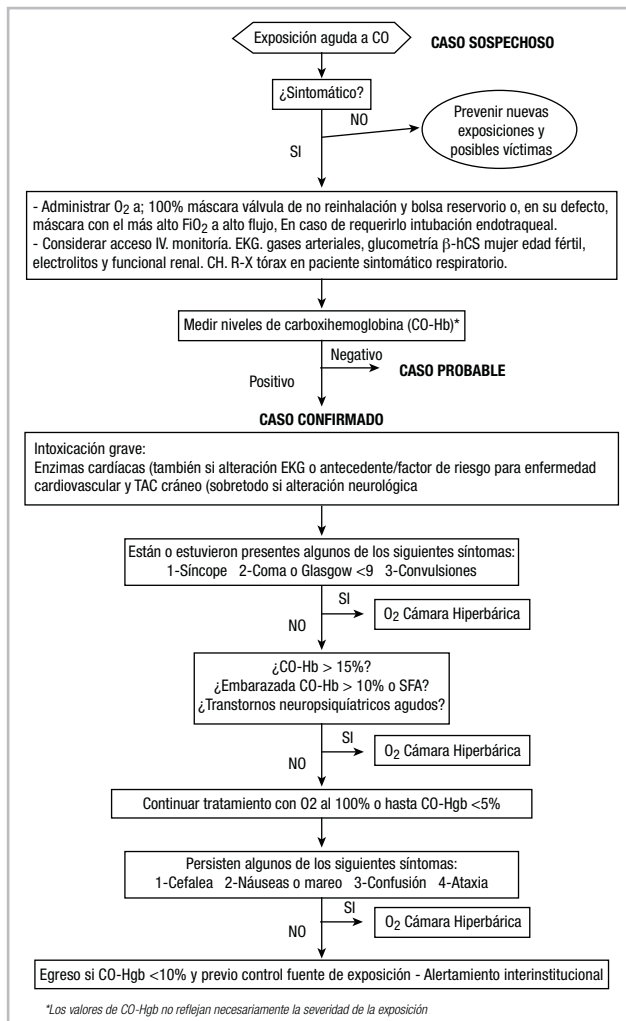 Exposición aguda a CO
CASO SOSPECHOSO
¿Sintomático?
NO
SI
Prevenir nuevas
exposiciones y
posibles víctimas
- Administrar O2 a; 100% máscara válvula de no reinhalación y bolsa reservorio o, en su defecto,
máscara con el más alto FiO2 a alto flujo, En caso de requerirlo intubación endotraqueal.
- Considerar acceso IV. monitoría. EKG. gases arteriales, glucometría β-hCS mujer edad fértil,
electrolitos y funcional renal. CH. R-X tórax en paciente sintomático respiratorio.
Medir niveles de carboxihemoglobina (CO-Hb)*
Negativo
CASO PROBABLE
Positivo
CASO CONFIRMADO
Intoxicación grave:
Enzimas cardíacas (también si alteración EKG o antecedente/factor de riesgo para enfermedad
cardiovascular y TAC cráneo (sobretodo si alteración neurológica
Están o estuvieron presentes algunos de los siguientes síntomas:
1-Síncope 2-Coma o Glasgow <9 3-Convulsiones
SI
O2 Cámara Hiperbárica
NO
¿CO-Hb > 15%?
¿Embarazada CO-Hb > 10% o SFA?
¿Transtornos neuropsiquíatricos agudos?
SI
O2 Cámara Hiperbárica
NO
Continuar tratamiento con O2 al 100% o hasta CO-Hgb <5%
Persisten algunos de los siguientes síntomas:
1-Cefalea 2-Náuseas o mareo 3-Confusión 4-Ataxia
SI
O2 Cámara Hiperbárica
NO
Egreso si CO-Hgb <10% y previo control fuente de exposición - Alertamiento interinstitucional
*Los valores de CO-Hgb no reflejan necesariamente la severidad de la exposición